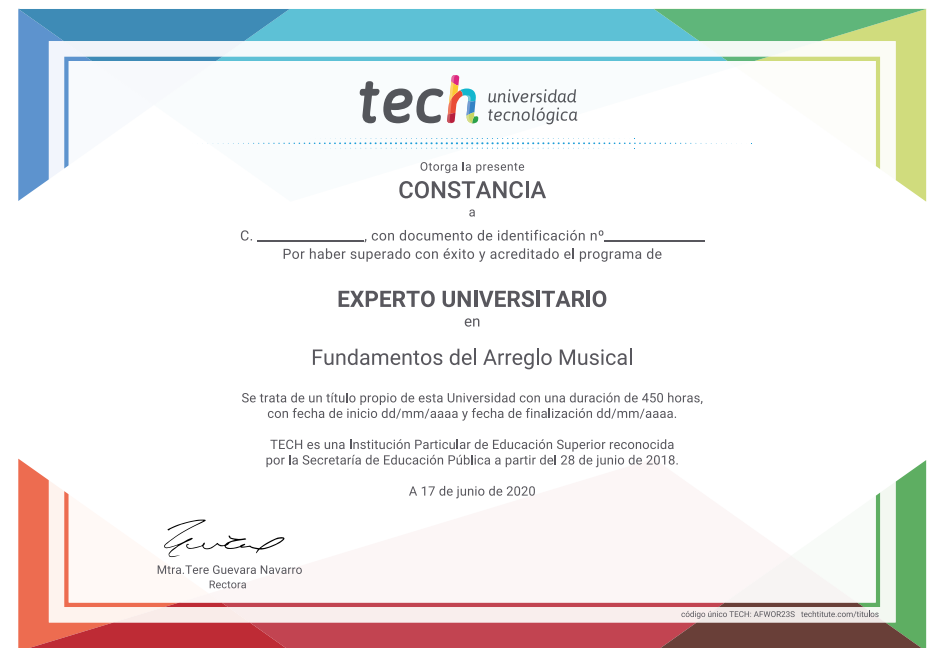 tech universidad
tecnológica
Otorga la presente
CONSTANCIA
a
C. ________________, con documento de identificación nº_______________
Por haber superado con éxito y acreditado el programa de
EXPERTO UNIVERSITARIO
en
Fundamentos del Arreglo Musical
Se trata de un título propio de esta Universidad con una duración de 450 horas,
con fecha de inicio dd/mm/aaaa y fecha de finalización dd/mm/aaaa.
TECH es una Institución Particular de Educación Superior reconocida
por la Secretaría de Educación Pública a partir del 28 de junio de 2018.
A 17 de junio de 2020
Mtra.Tere Guevara Navarro
Rectora
código único TECH: AFWOR23S techtitute.com/titulos